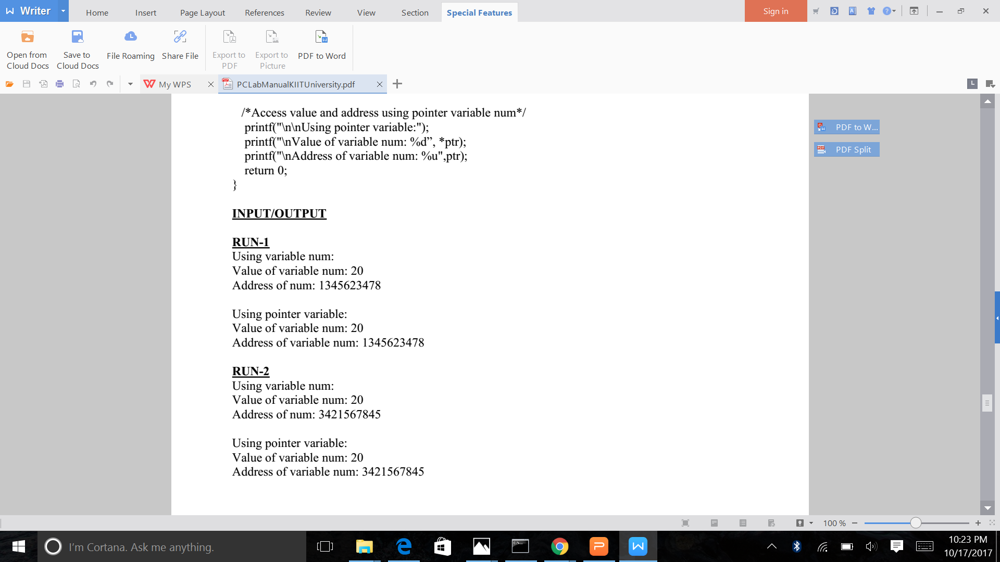 Writer
Home Insert Page Layout References Review View Section Special Features
Sign in
Open from Cloud Docs
Save to Cloud Docs
File Roaming
Share File
Export to PDF
Export to Picture
PDF to Word
My WPS
PCLabManualKIITUniversity.pdf
/*Access value and address using pointer variable num*/
printf("\n\nUsing pointer variable:");
printf("\nValue of variable num: %d”, *ptr);
printf("\nAddress of variable num: %u",ptr);
return 0;
}
INPUT/OUTPUT
RUN-1
Using variable num:
Value of variable num: 20
Address of num: 1345623478
Using pointer variable:
Value of variable num: 20
Address of variable num: 1345623478
RUN-2
Using variable num:
Value of variable num: 20
Address of num: 3421567845
Using pointer variable:
Value of variable num: 20
Address of variable num: 3421567845
PDF to W...
PDF Split
100 %
I'm Cortana. Ask me anything.
10:23 PM
10/17/2017